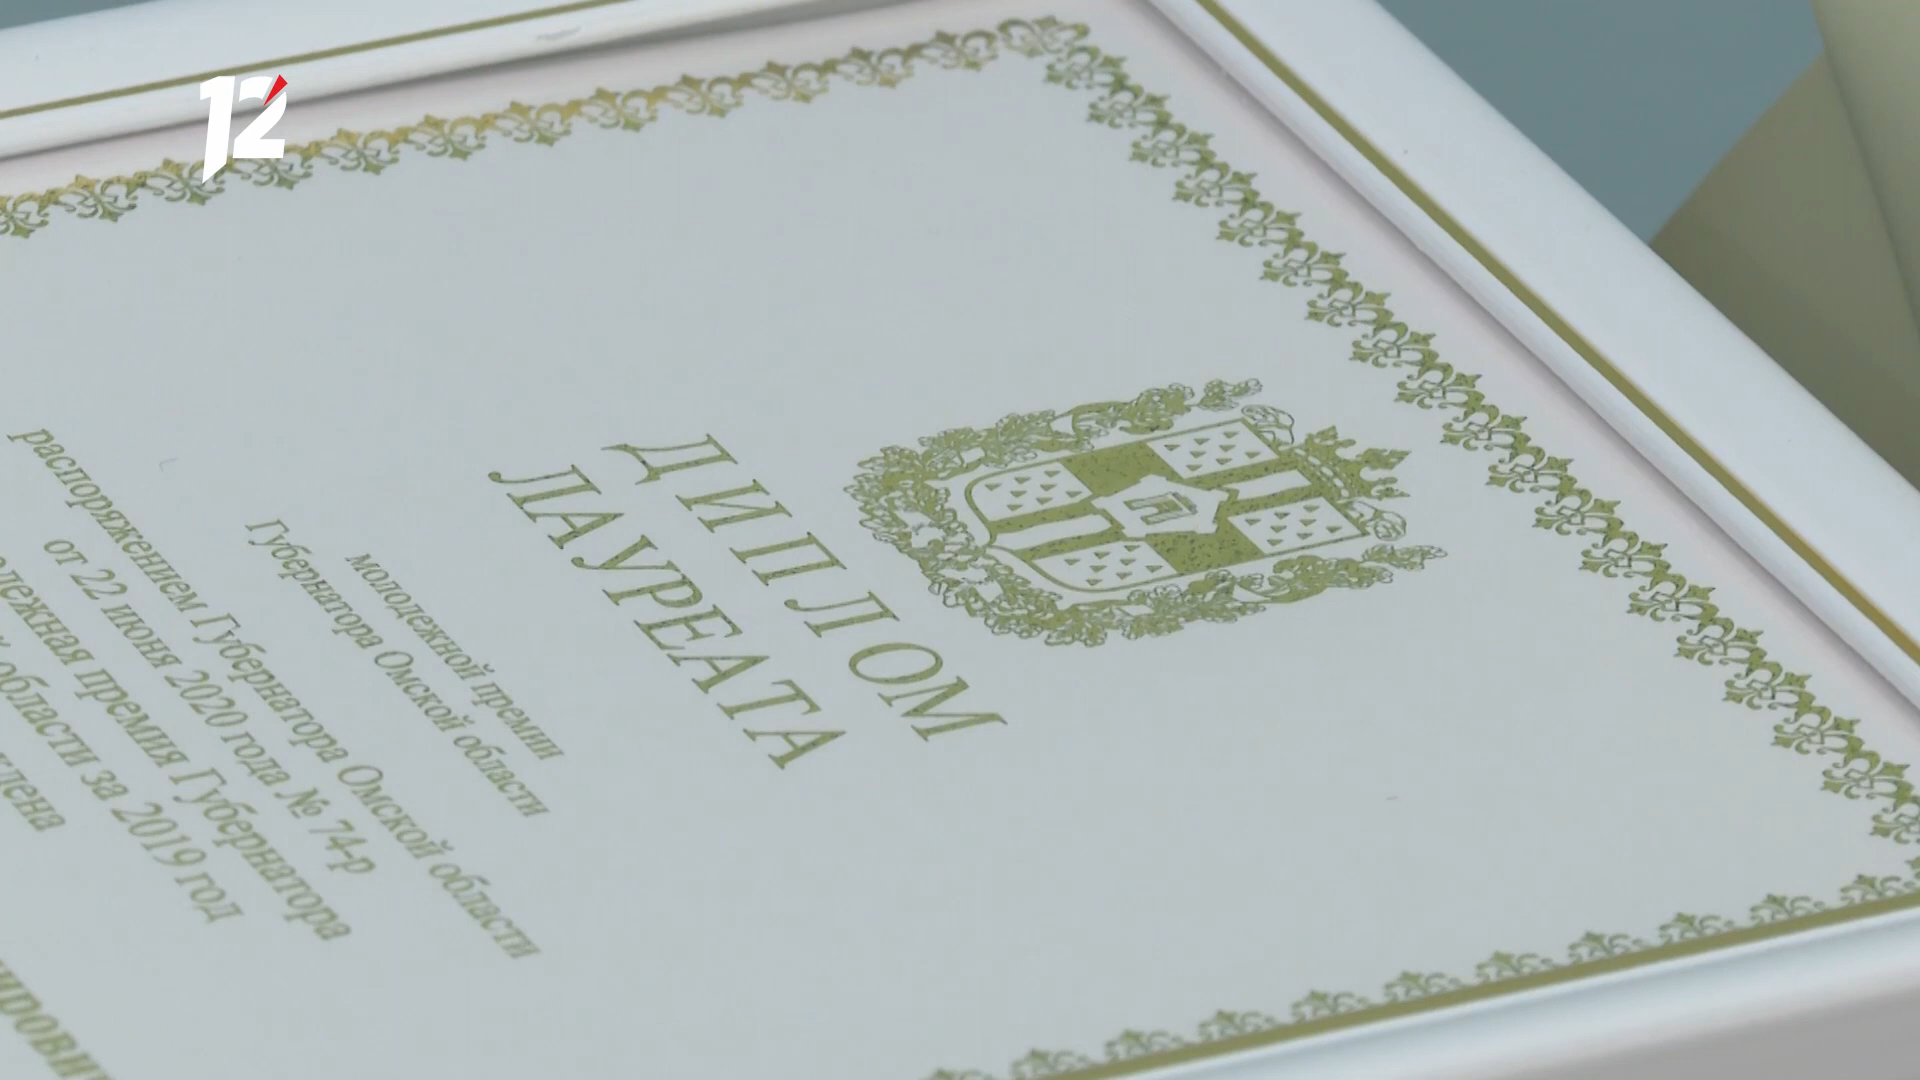 12
ДИПЛОМ
ЛАУРЕАТА
молодежной премии
Губернатора Омской области
распоряжением Губернатора Омской области
от 22 июня 2020 года № 74-р
премия Губернатора
области за 2019 год